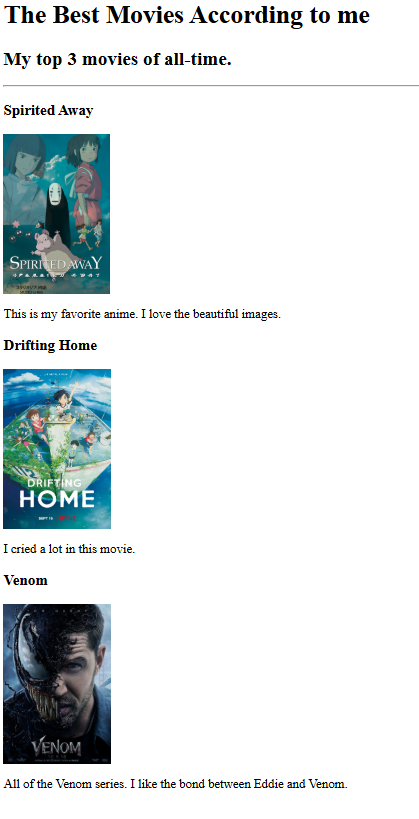 The Best Movies According to me
My top 3 movies of all-time.
Spirited Away
SPIRITED AWAY
This is my favorite anime. I love the beautiful images.
Drifting Home
DRIFTING
HOME
SEPT 16
I cried a lot in this movie.
Venom
VENOM
All of the Venom series. I like the bond between Eddie and Venom.